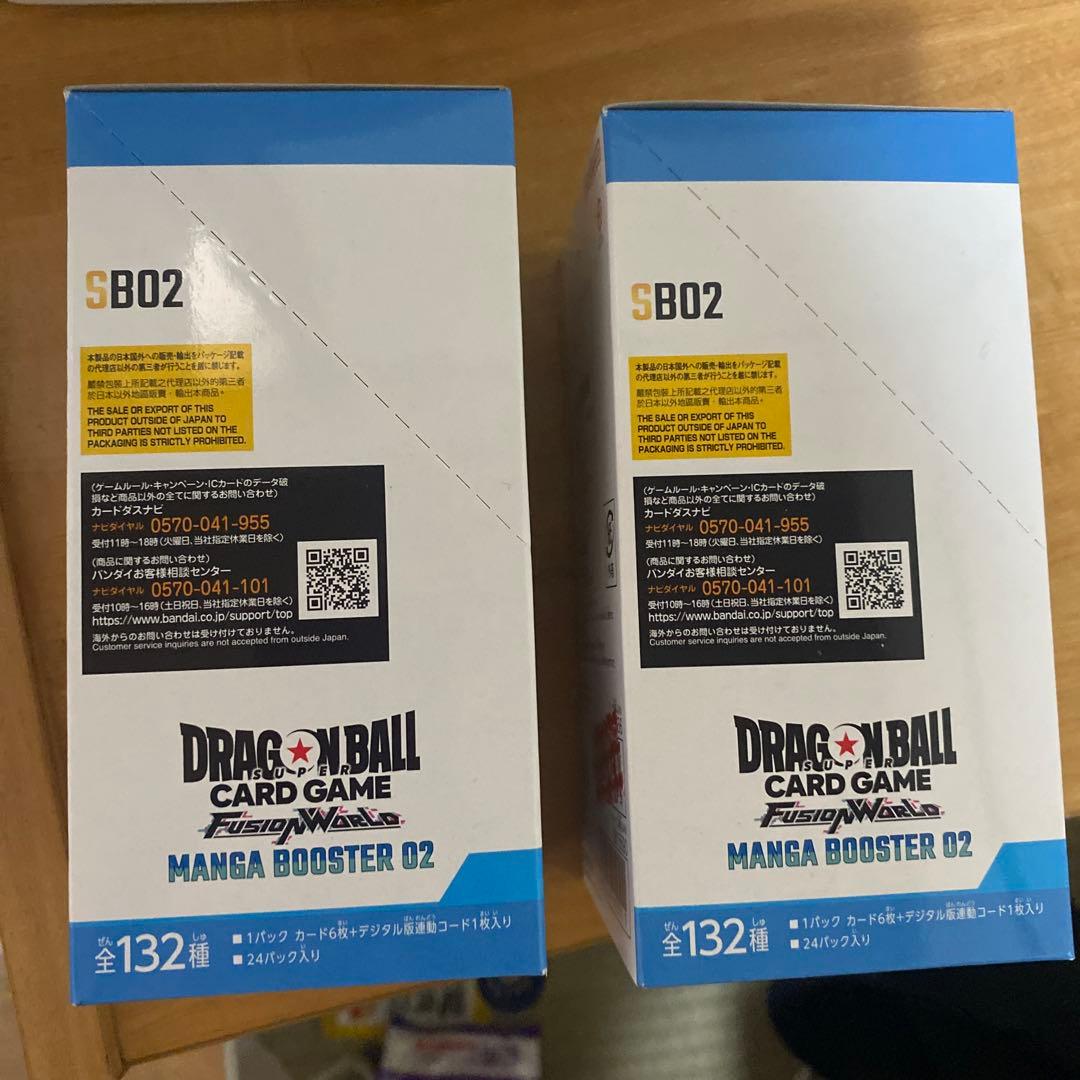 SB02
本製品の日本国外への販売・輸出をパッケージ記載
の代理店以外の第三者が行うことを厳に禁じます。
嚴禁包裝上所記載之代理店以外的第三者
於日本以外地區販賣・輸出本商品。
THE SALE OR EXPORT OF THIS
PRODUCT OUTSIDE OF JAPAN TO
THIRD PARTIES NOT LISTED ON THE
PACKAGING IS STRICTLY PROHIBITED.
〈ゲームルール・キャンペーン・ICカードのデータ破
損など商品以外の全てに関するお問い合わせ〉
カードダスナビ
ナビダイヤル 0570-041-955
受付11時〜18時(火曜日、当社指定休業日を除く)
〈商品に関するお問い合わせ〉
バンダイお客様相談センター
ナビダイヤル 0570-041-101
受付10時〜16時(土日祝日、当社指定休業日を除く)
https://www.bandai.co.jp/support/top
海外からのお問い合わせは受け付けておりません。
Customer service inquiries are not accepted from outside Japan.
DRAGON BALL
SUPER
CARD GAME
FUSION WORLD
MANGA BOOSTER 02
全132種
ぜん しゅ
■1パック カード6枚+デジタル版連動コード1枚入り
■24パック入り
SB02
本製品の日本国外への販売・輸出をパッケージ記載
の代理店以外の第三者が行うことを厳に禁じます。
嚴禁包裝上所記載之代理店以外的第三者
於日本以外地區販賣・輸出本商品。
THE SALE OR EXPORT OF THIS
PRODUCT OUTSIDE OF JAPAN TO
THIRD PARTIES NOT LISTED ON THE
PACKAGING IS STRICTLY PROHIBITED.
〈ゲームルール・キャンペーン・ICカードのデータ破
損など商品以外の全てに関するお問い合わせ〉
カードダスナビ
ナビダイヤル 0570-041-955
受付11時〜18時(火曜日、当社指定休業日を除く)
〈商品に関するお問い合わせ〉
バンダイお客様相談センター
ナビダイヤル 0570-041-101
受付10時〜16時(土日祝日、当社指定休業日を除く)
https://www.bandai.co.jp/support/top
海外からのお問い合わせは受け付けておりません。
Customer service inquiries are not accepted from outside Japan.
DRAGON BALL
SUPER
CARD GAME
FUSION WORLD
MANGA BOOSTER 02
全132種
ぜん しゅ
■1パック カード6枚+デジタル版連動コード1枚入り
■24パック入り